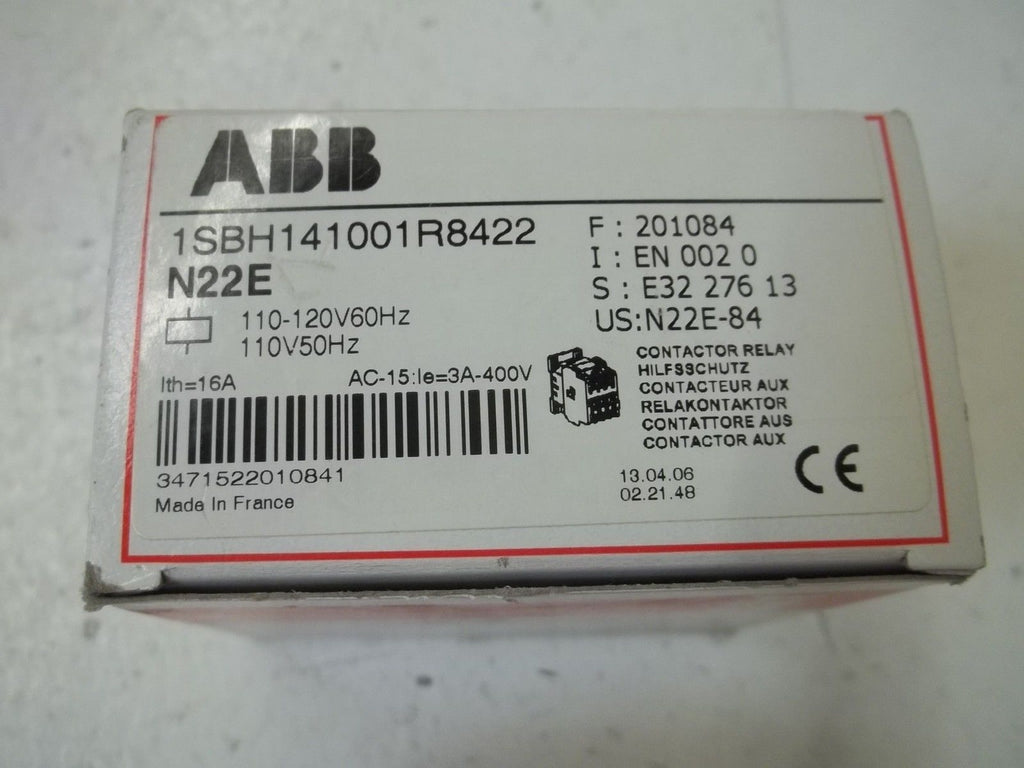 ABB
1SBH141001R8422
N22E
110-120V60Hz
110V50Hz
Ith=16A
AC-15:Ie=3A-400V
3471522010841
Made In France
F : 201084
I : EN 002 0
S : E32 276 13
US:N22E-84
CONTACTOR RELAY
HILFSSCHUTZ
CONTACTEUR AUX
RELAKONTAKTOR
CONTATTORE AUS
CONTACTOR AUX
13.04.06
02.21.48
CE